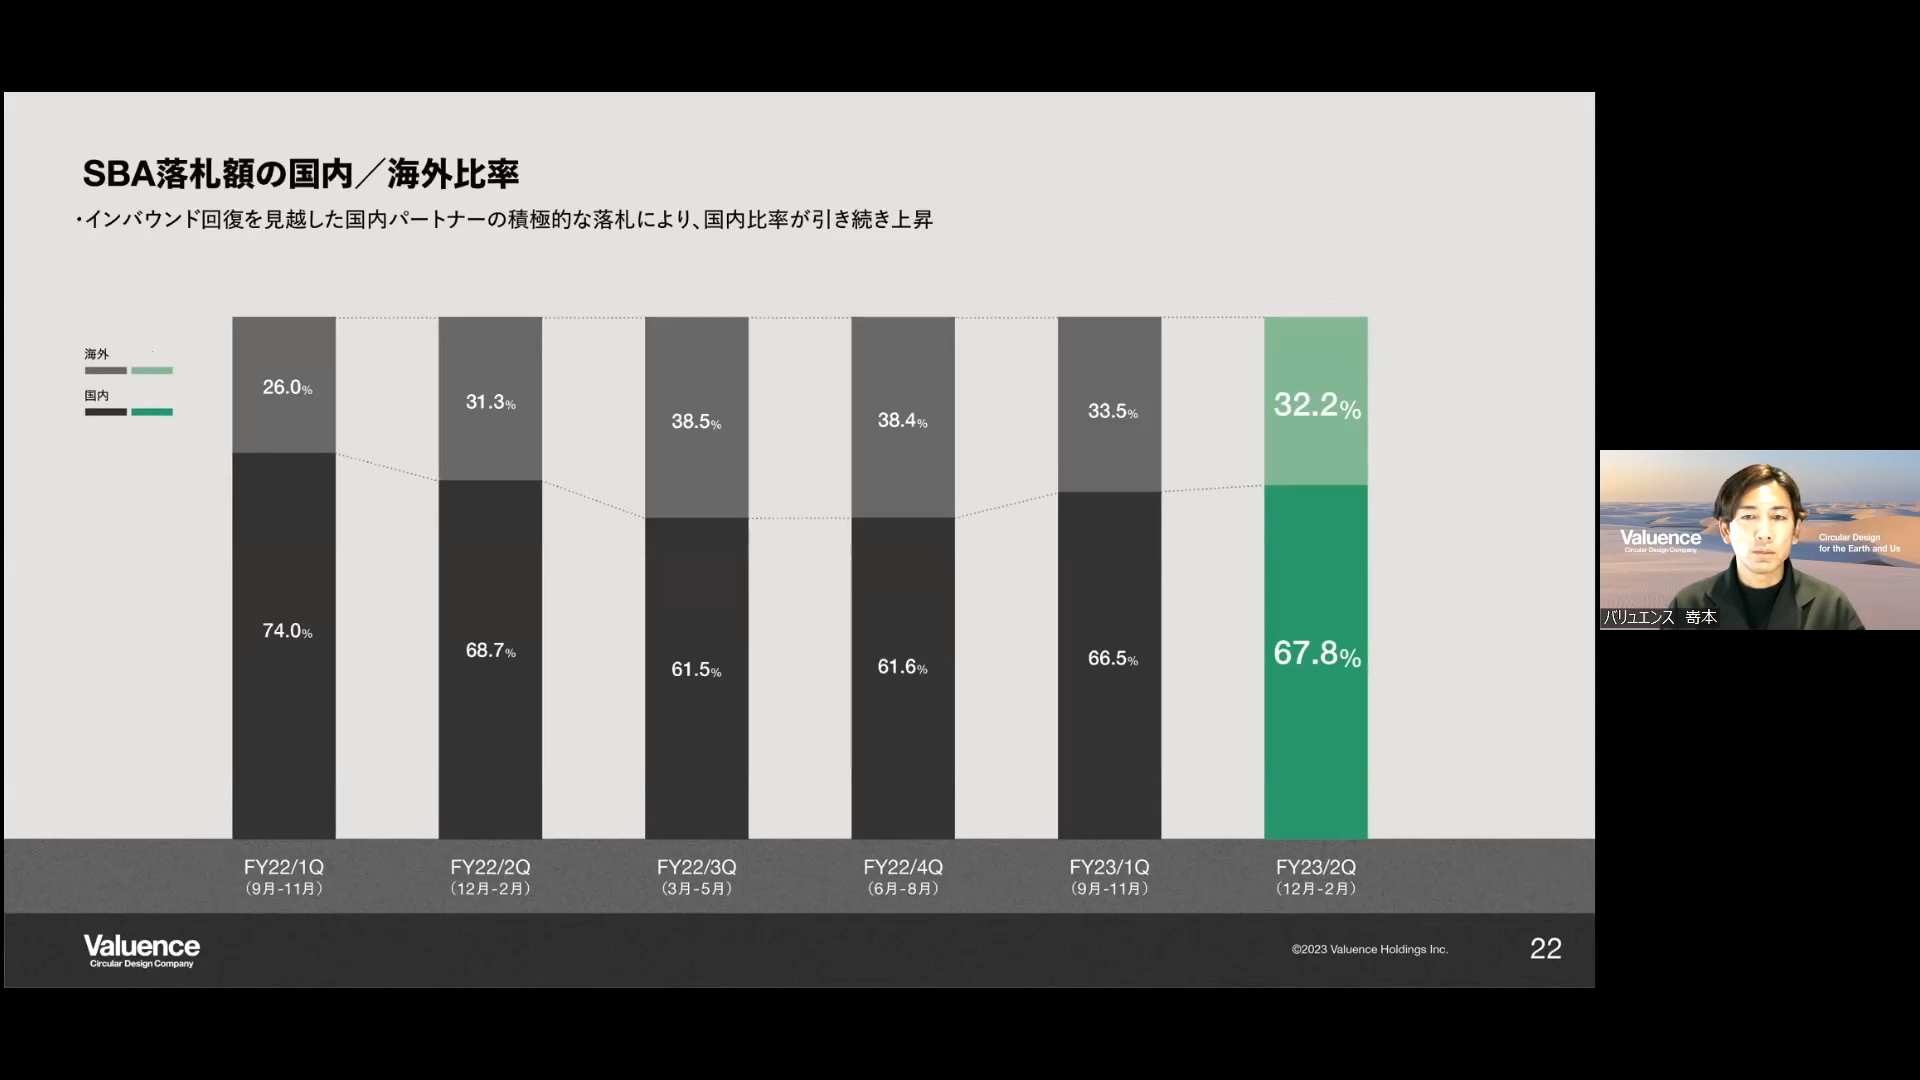 SBA落札額の国内／海外比率
・インバウンド回復を見越した国内パートナーの積極的な落札により、国内比率が引き続き上昇
海外
国内
26.0%
31.3%
38.5%
38.4%
33.5%
32.2%
74.0%
68.7%
61.5%
61.6%
66.5%
67.8%
FY22/1Q
（9月-11月）
FY22/2Q
（12月-2月）
FY22/3Q
（3月-5月）
FY22/4Q
（6月-8月）
FY23/1Q
（9月-11月）
FY23/2Q
（12月-2月）
Valuence
Circular Design Company
©2023 Valuence Holdings Inc.
22
Valuence
Circular Design Company
Circular Design
for the Earth and Us
バリュエンス 嵜本